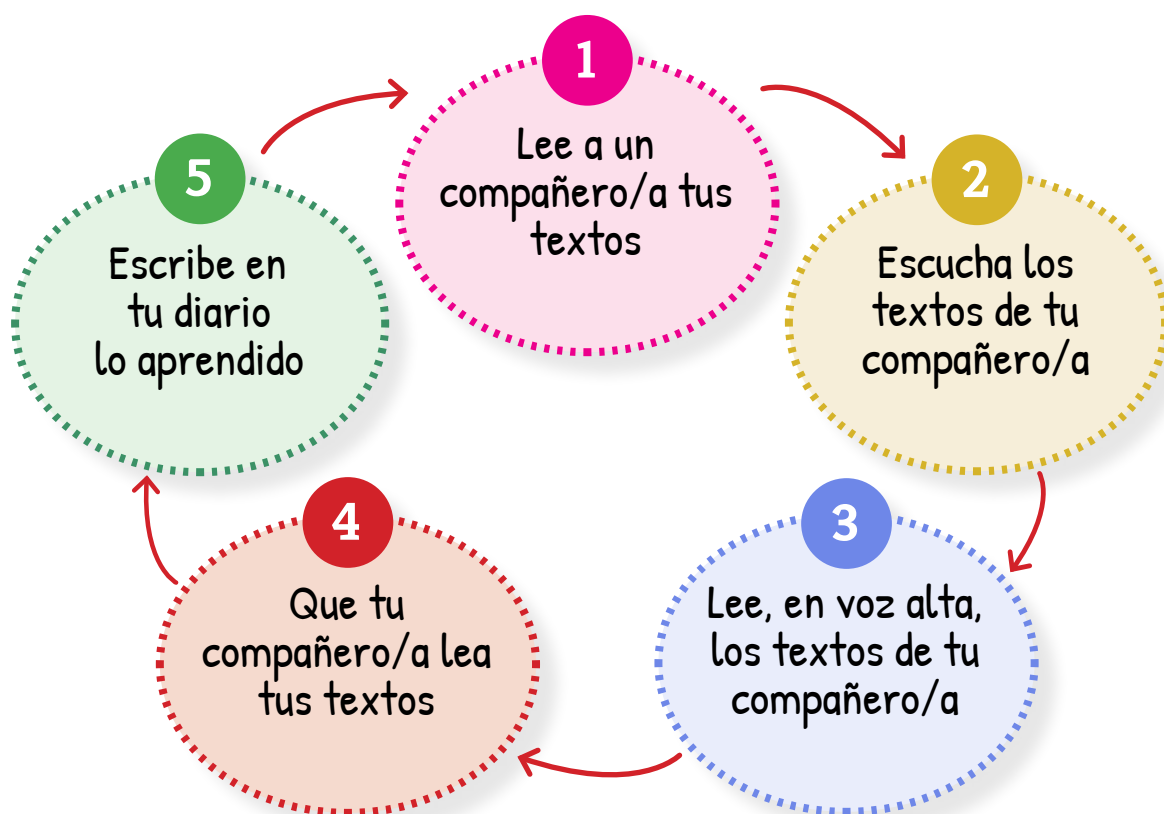 1
Lee a un
compañero/a tus
textos
2
Escucha los
textos de tu
compañero/a
3
Lee, en voz alta,
los textos de tu
compañero/a
4
Que tu
compañero/a lea
tus textos
5
Escribe en
tu diario
lo aprendido